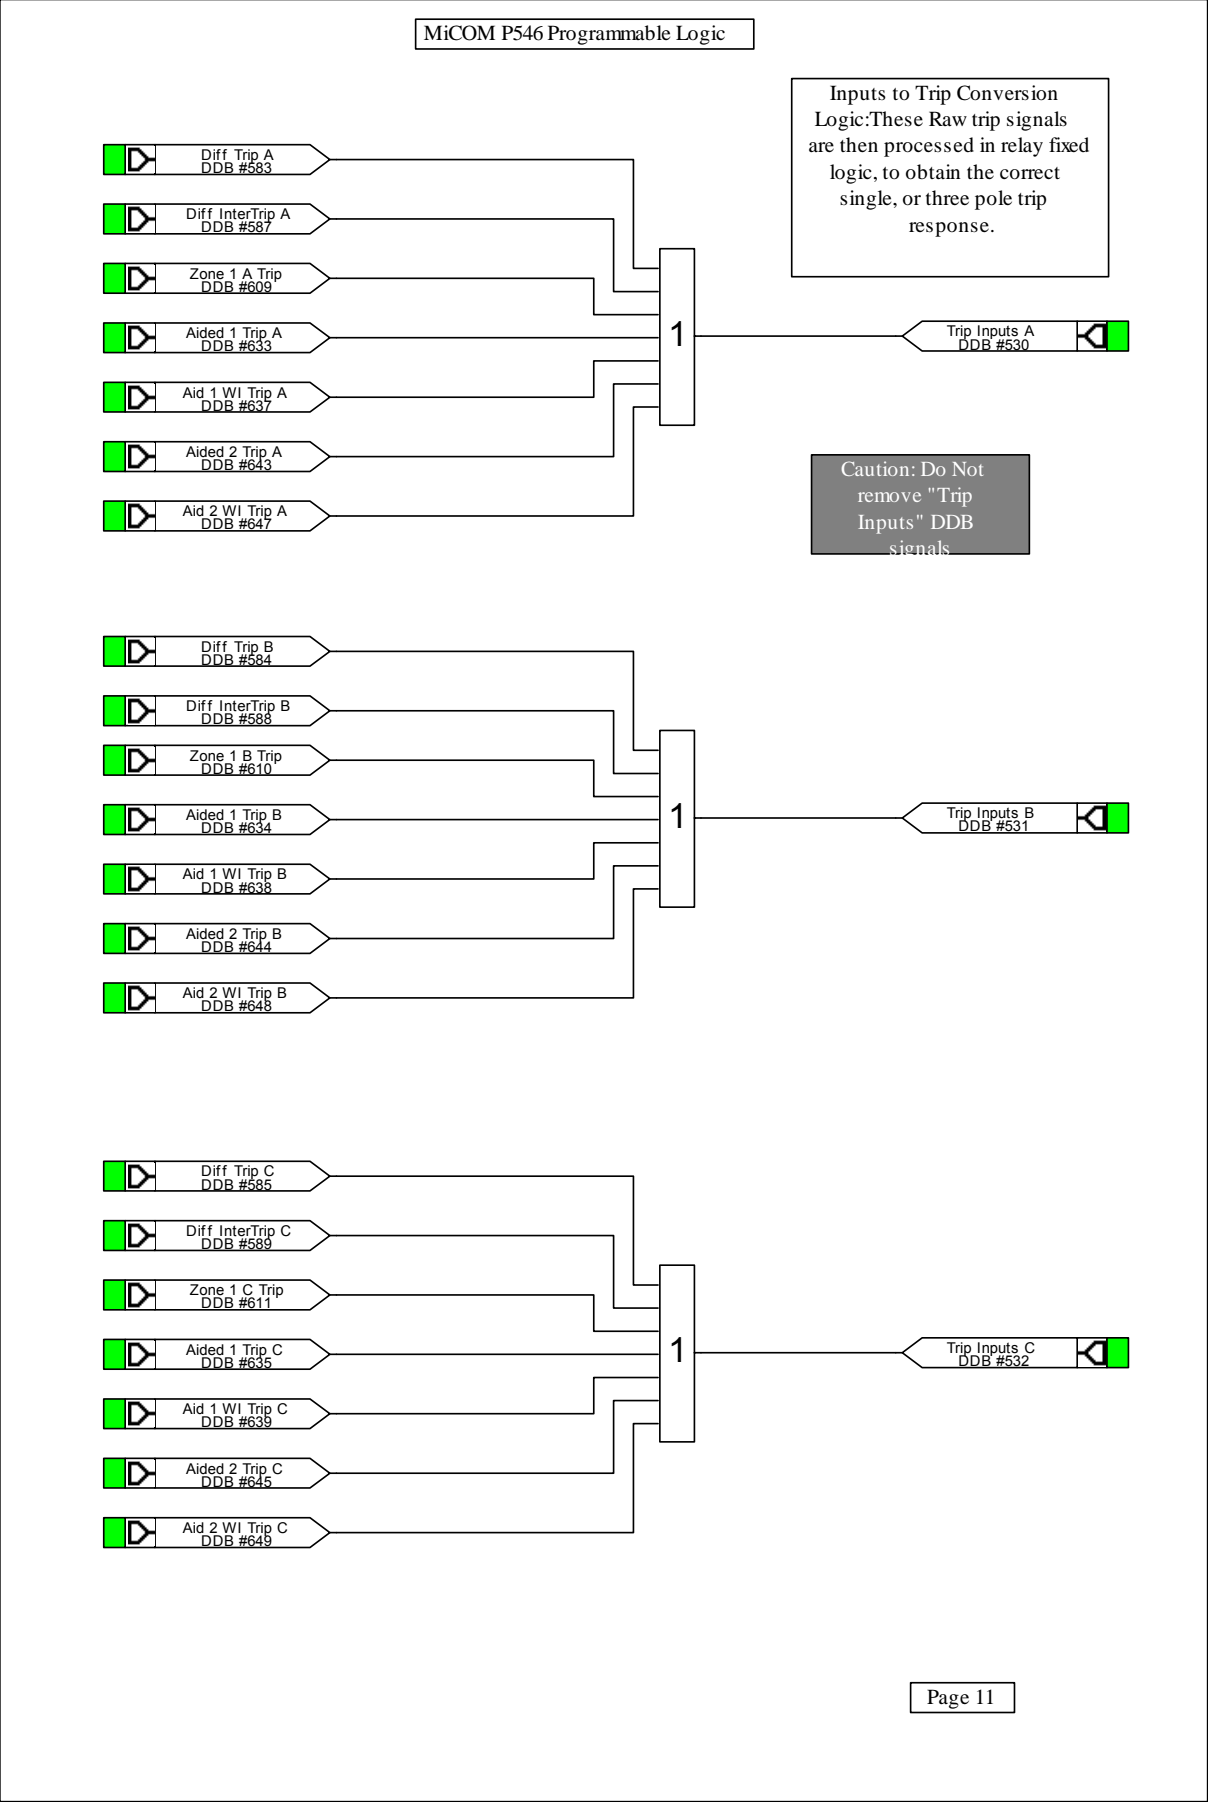 MiCOM P546 Programmable Logic
Inputs to Trip Conversion
Logic:These Raw trip signals
are then processed in relay fixed
logic, to obtain the correct
single, or three pole trip
response.
Diff Trip A
DDB #583
Diff InterTrip A
DDB #587
Zone 1 A Trip
DDB #609
Aided 1 Trip A
DDB #633
Aid 1 WI Trip A
DDB #637
Aided 2 Trip A
DDB #643
Aid 2 WI Trip A
DDB #647
1
Trip Inputs A
DDB #530
Caution: Do Not
remove "Trip
Inputs" DDB
signals
Diff Trip B
DDB #584
Diff InterTrip B
DDB #588
Zone 1 B Trip
DDB #610
Aided 1 Trip B
DDB #634
Aid 1 WI Trip B
DDB #638
Aided 2 Trip B
DDB #644
Aid 2 WI Trip B
DDB #648
1
Trip Inputs B
DDB #531
Diff Trip C
DDB #585
Diff InterTrip C
DDB #589
Zone 1 C Trip
DDB #611
Aided 1 Trip C
DDB #635
Aid 1 WI Trip C
DDB #639
Aided 2 Trip C
DDB #645
Aid 2 WI Trip C
DDB #649
1
Trip Inputs C
DDB #532
Page 11